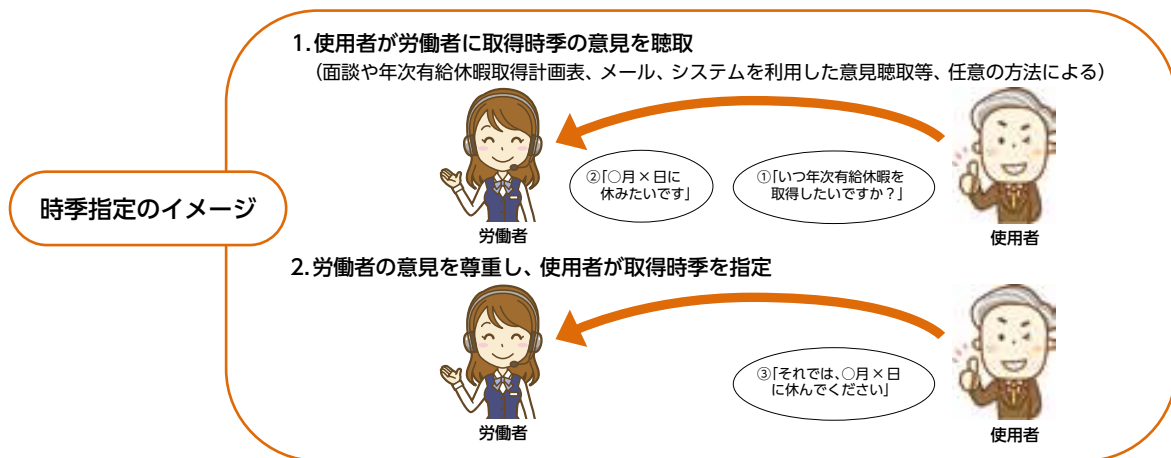 時季指定のイメージ
1.使用者が労働者に取得時季の意見を聴取
（面談や年次有給休暇取得計画表、メール、システムを利用した意見聴取等、任意の方法による）
①「いつ年次有給休暇を
取得したいですか？」
②「○月×日に
休みたいです」
労働者
使用者
2.労働者の意見を尊重し、使用者が取得時季を指定
③「それでは、○月×日
に休んでください」
労働者
使用者